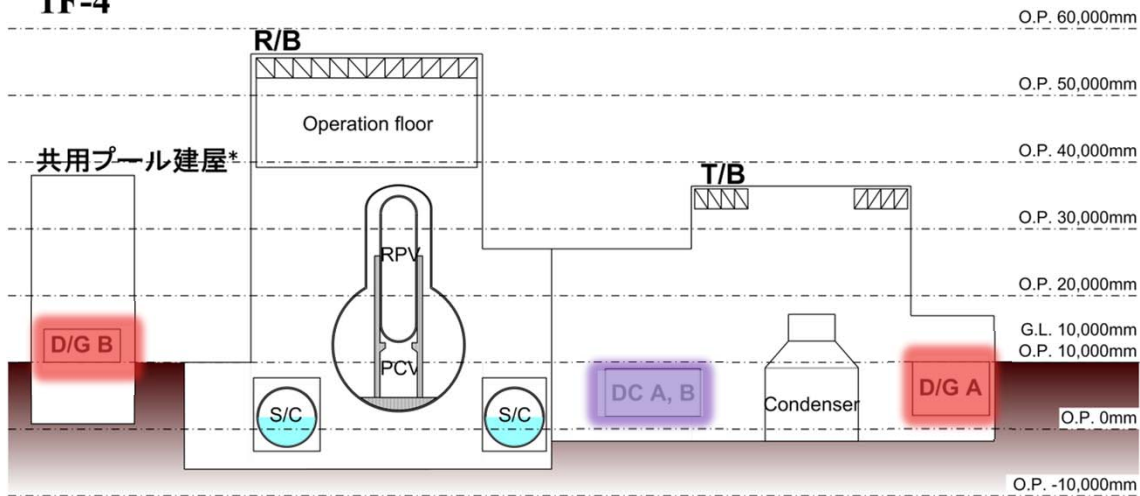 1F-4
O.P. 60,000mm
R/B
O.P. 50,000mm
Operation floor
共用プール建屋*
O.P. 40,000mm
T/B
O.P. 30,000mm
RPV
O.P. 20,000mm
G.L. 10,000mm
D/G B
O.P. 10,000mm
PCV
DC A, B
D/G A
S/C
S/C
Condenser
O.P. 0mm
O.P. -10,000mm